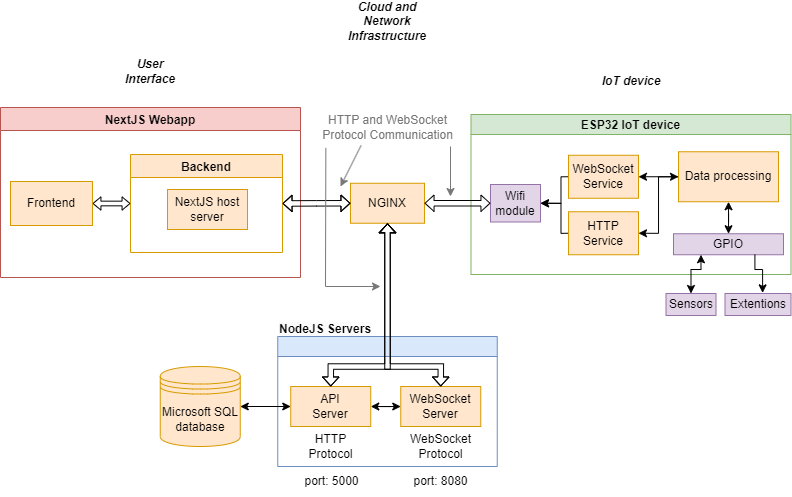 Cloud and
Network
Infrastructure
User
Interface
IoT device
NextJS Webapp
Backend
Frontend
NextJS host
server
HTTP and WebSocket
Protocol Communication
NGINX
ESP32 IoT device
Wifi
module
WebSocket
Service
HTTP
Service
Data processing
GPIO
Sensors
Extentions
NodeJS Servers
Microsoft SQL
database
API
Server
WebSocket
Server
HTTP
Protocol
WebSocket
Protocol
port: 5000
port: 8080